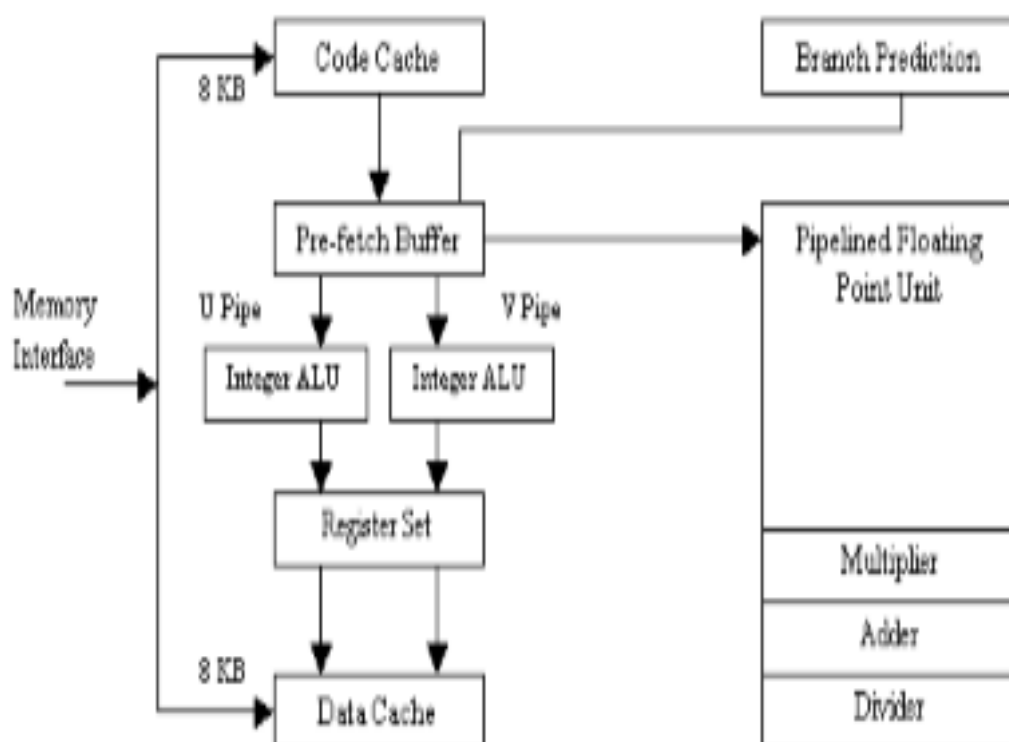 Code Cache
Branch Prediction
8 KB
Pre-fetch Buffer
Pipelined Floating
Point Unit
Memory
Interface
U Pipe
V Pipe
Integer ALU
Integer ALU
Register Set
Multiplier
Adder
8 KB
Data Cache
Divider